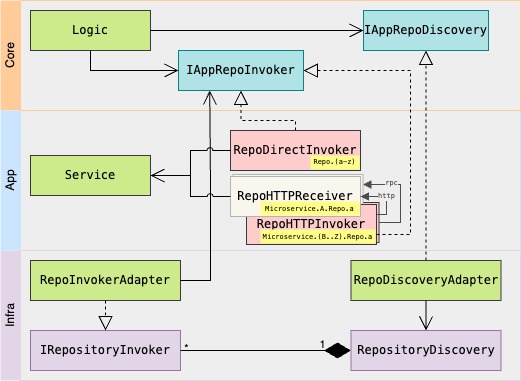 Core
Logic
IAppRepoDiscovery
IAppRepoInvoker
App
RepoDirectInvoker
Repo.(a-z)
Service
RepoHTTPReceiver
Microservice.A.Repo.a
rpc
http
RepoHTTPInvoker
Microservice.(B..Z).Repo.a
Infra
RepoInvokerAdapter
RepoDiscoveryAdapter
IRepositoryInvoker
*
1
RepositoryDiscovery